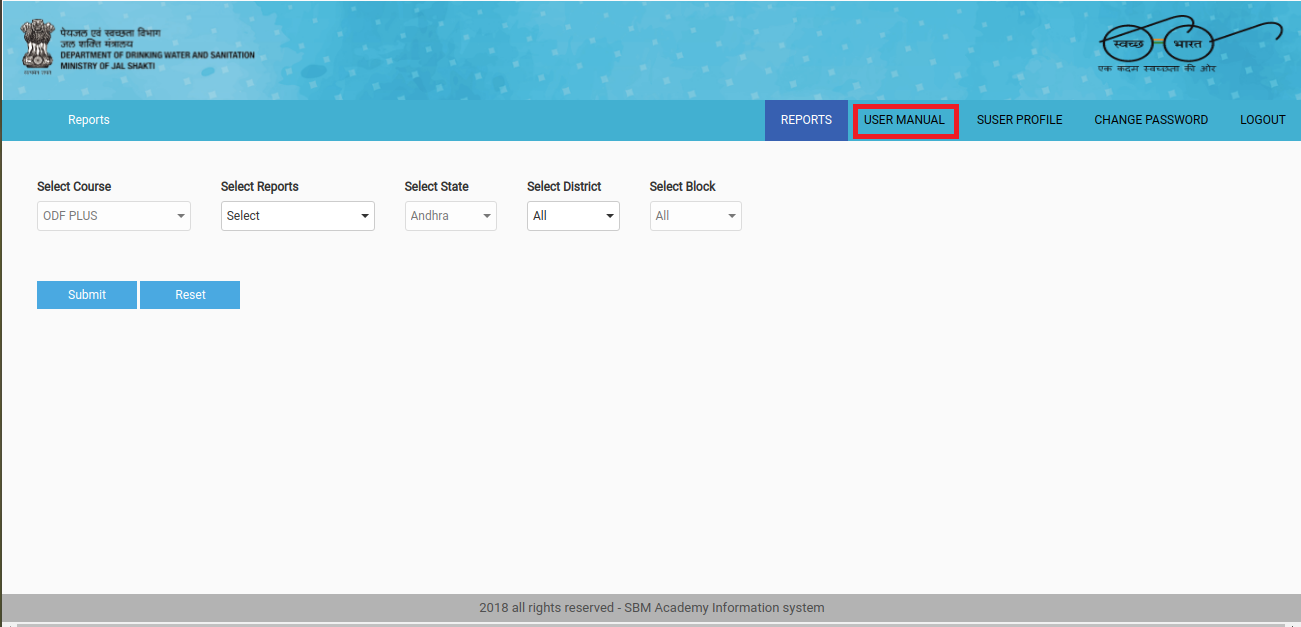 पेयजल एवं स्वच्छता विभाग
जल शक्ति मंत्रालय
DEPARTMENT OF DRINKING WATER AND SANITATION
MINISTRY OF JAL SHAKTI
स्वच्छ भारत
एक कदम स्वच्छता की ओर
Reports REPORTS USER MANUAL SUSER PROFILE CHANGE PASSWORD LOGOUT
Select Course Select Reports Select State Select District Select Block
ODF PLUS Select Andhra All All
Submit Reset
2018 all rights reserved - SBM Academy Information system